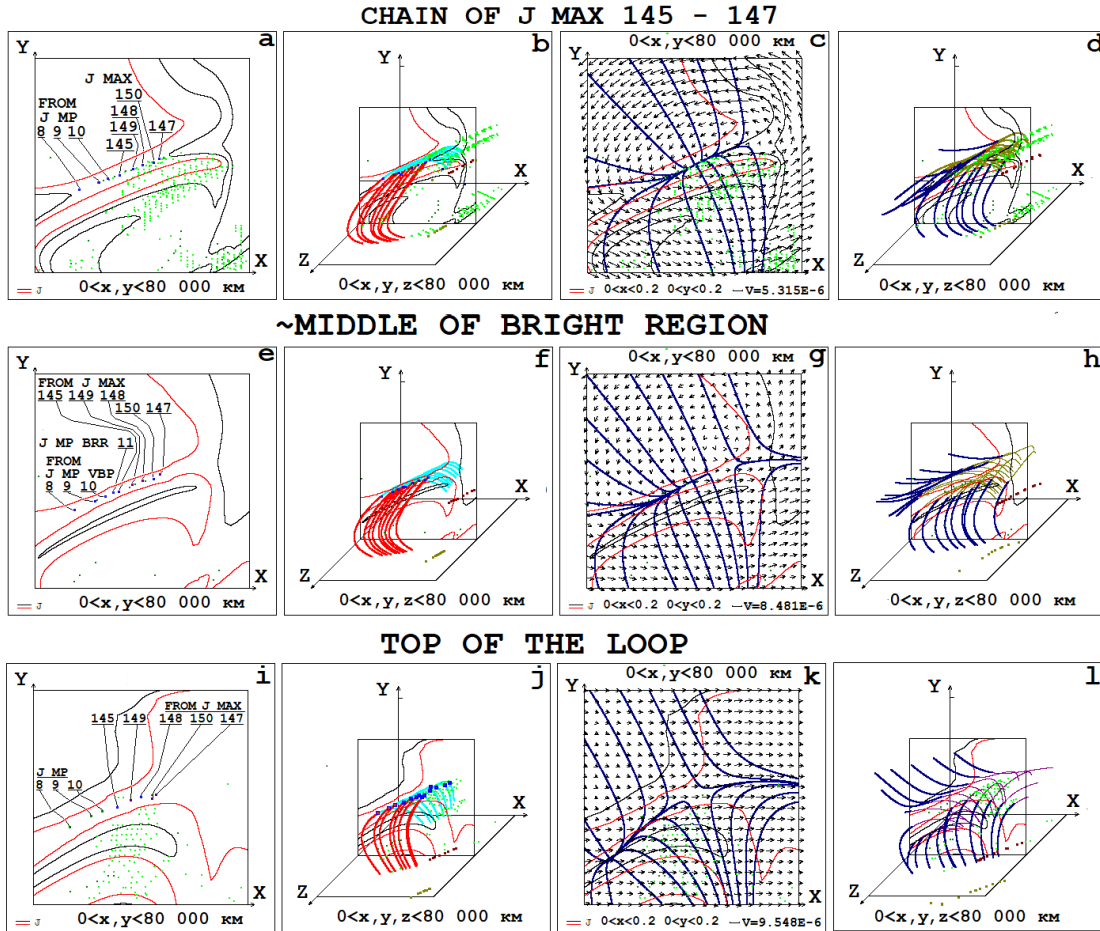 CHAIN OF J MAX 145 - 147
a
Y
J MAX
150
FROM
J MP
8 9 10
148
149
147
145
X
J 0<x,y<80 000 км
b
Y
X
Z
0<x,y,z<80 000 км
0<x,y<80 000 км
c
Y
X
J 0<x<0.2 0<y<0.2 V=5.315E-6
d
Y
X
Z
0<x,y,z<80 000 км
~MIDDLE OF BRIGHT REGION
e
Y
FROM J MAX
145 149 148
150 147
J MP BRR 11
FROM
J MP VBP
8 9 10
X
J 0<x,y<80 000 км
f
Y
X
Z
0<x,y,z<80 000 км
0<x,y<80 000 км
g
Y
X
J 0<x<0.2 0<y<0.2 V=8.481E-6
h
Y
X
Z
0<x,y,z<80 000 км
TOP OF THE LOOP
i
Y
FROM J MAX
145 149 148 150 147
J MP
8 9 10
X
J 0<x,y<80 000 км
j
Y
X
Z
0<x,y,z<80 000 км
0<x,y<80 000 км
k
Y
X
J 0<x<0.2 0<y<0.2 V=9.548E-6
l
Y
X
Z
0<x,y,z<80 000 км